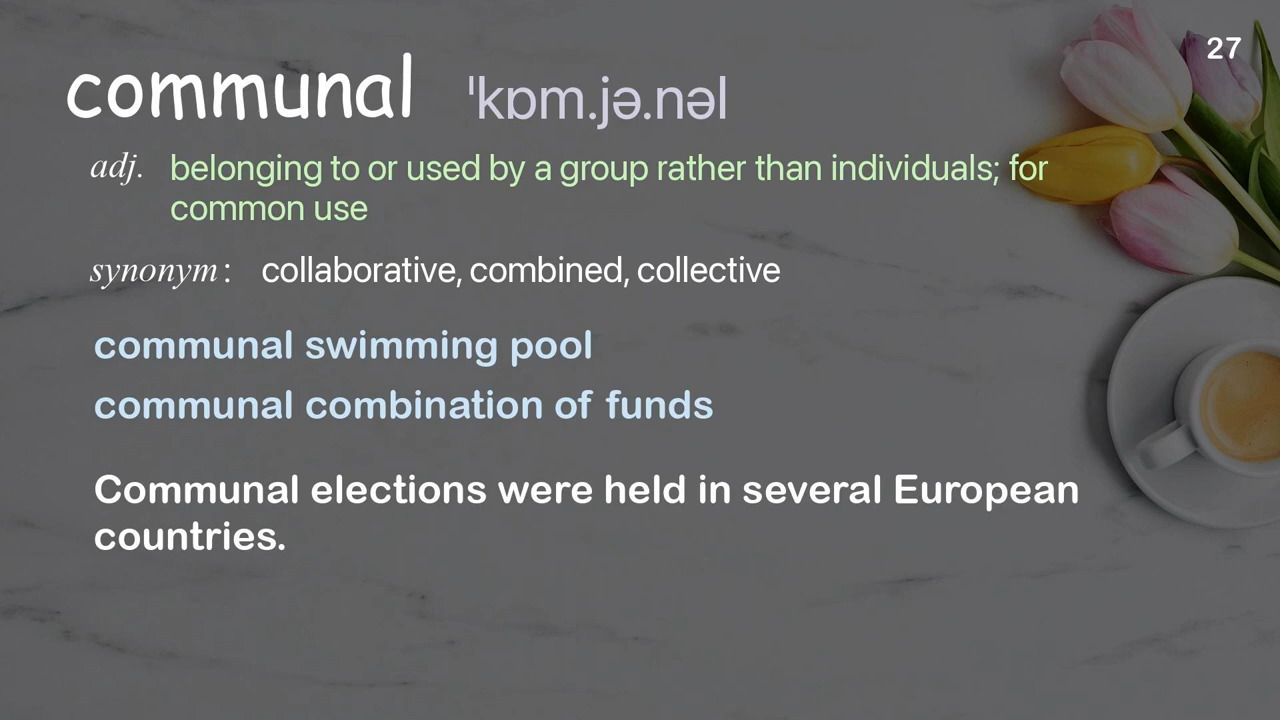 27
communal ˈkɒm.jə.nəl
adj. belonging to or used by a group rather than individuals; for
common use
synonym: collaborative, combined, collective
communal swimming pool
communal combination of funds
Communal elections were held in several European
countries.